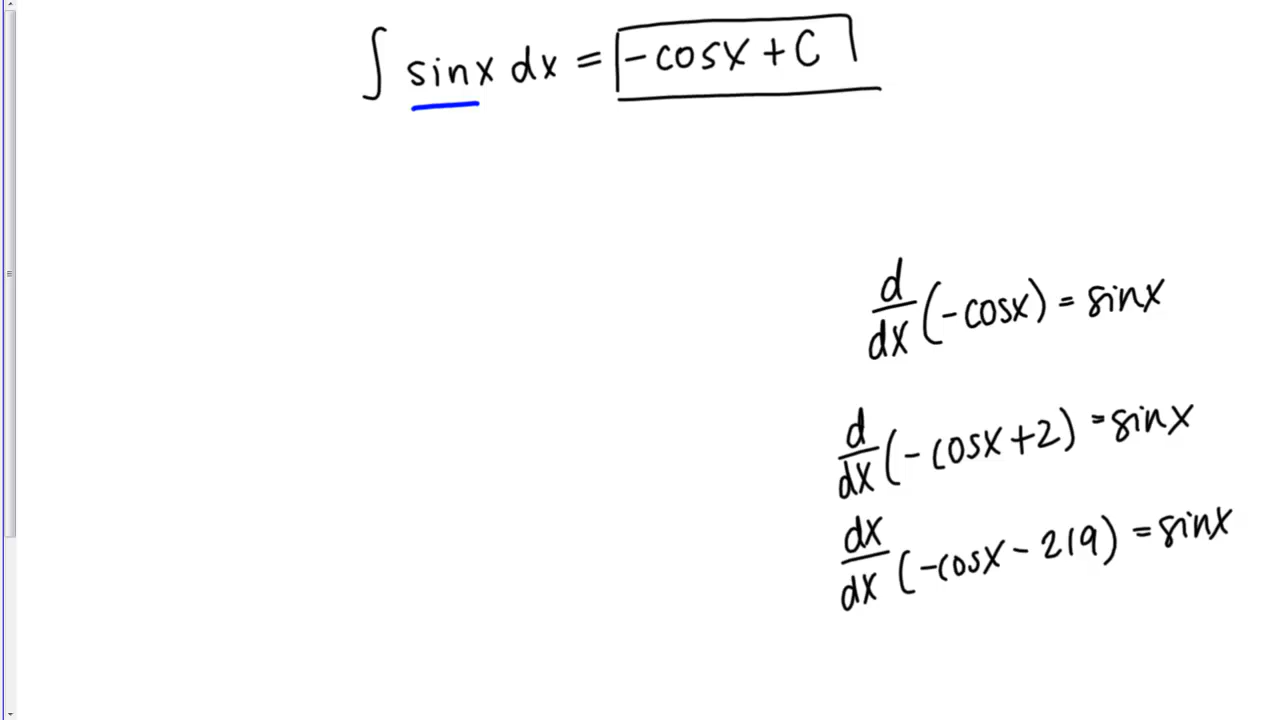 ∫ sinx dx = -cosx + C
d/dx (-cosx) = sinx
d/dx (-cosx+2) = sinx
dx/dx (-cosx - 219) = sinx